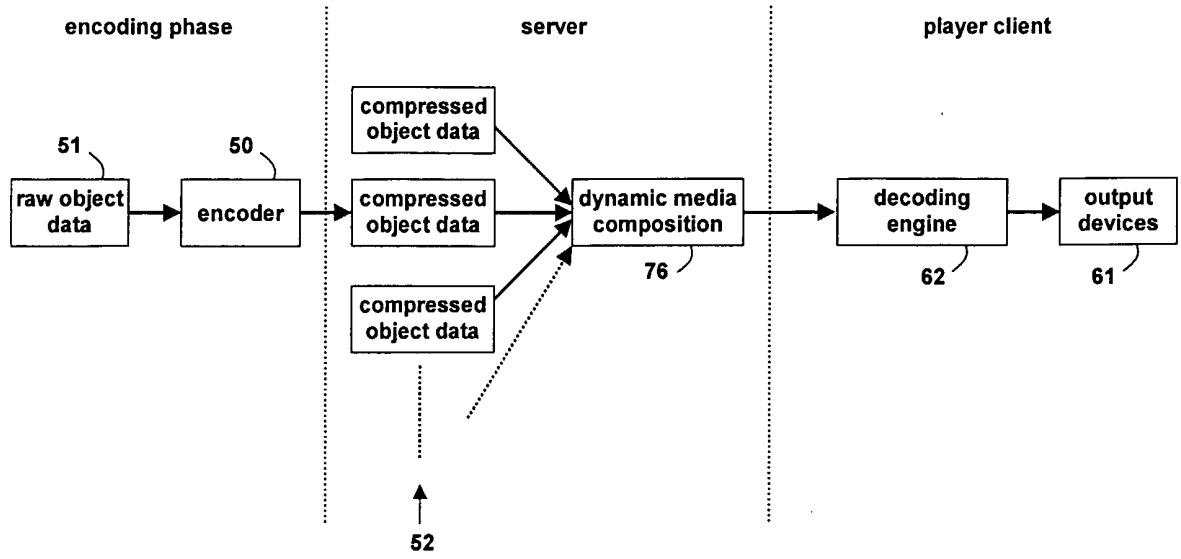 encoding phase
server
player client
compressed
object data
51
50
raw object
data
encoder
compressed
object data
dynamic media
composition
decoding
engine
output
devices
76
62
61
compressed
object data
52